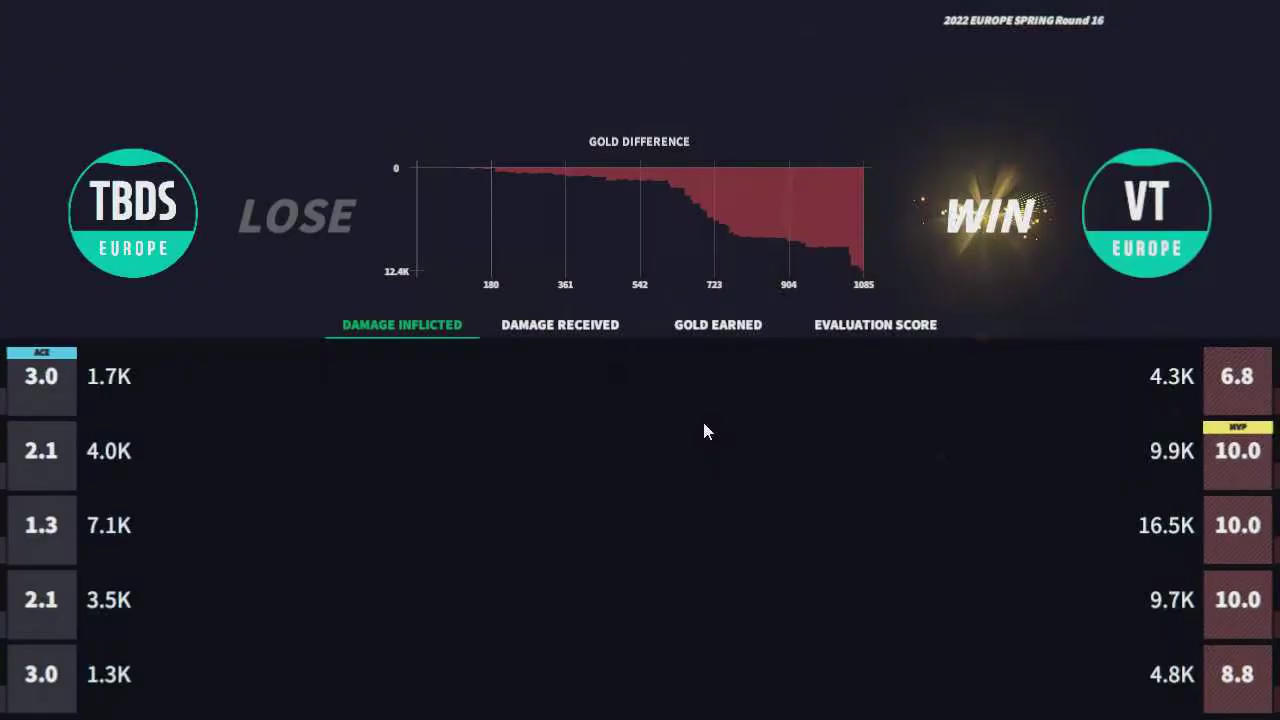 2022 EUROPE SPRING Round 16
GOLD DIFFERENCE
0
12.4K
180 361 542 723 904 1085
TBDS
EUROPE
LOSE
WIN
VT
EUROPE
DAMAGE INFLICTED DAMAGE RECEIVED GOLD EARNED EVALUATION SCORE
ACE
3.0 1.7K 4.3K 6.8
MVP
2.1 4.0K 9.9K 10.0
1.3 7.1K 16.5K 10.0
2.1 3.5K 9.7K 10.0
3.0 1.3K 4.8K 8.8